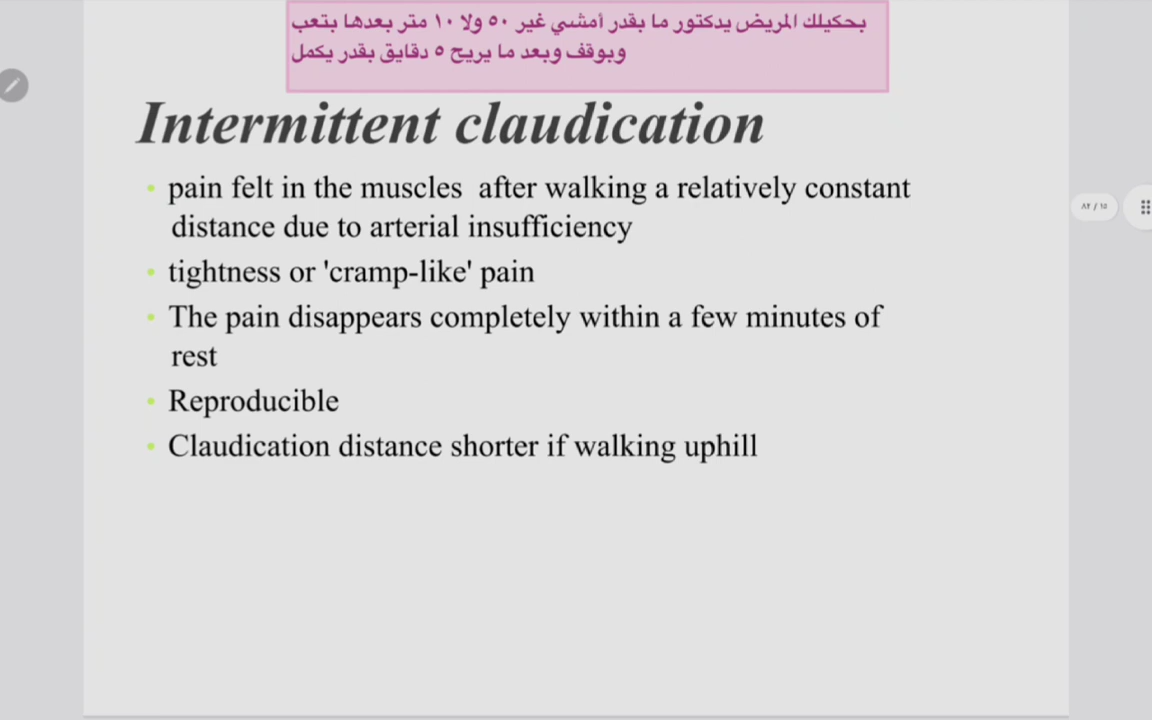 بحكيلك المريض يدكتور ما بقدر أمشي غير ٥٠ ولا ١٠ متر بعدها بتعب
وبوقف وبعد ما يريح ٥ دقايق بقدر يكمل
Intermittent claudication
• pain felt in the muscles after walking a relatively constant
distance due to arterial insufficiency
• tightness or 'cramp-like' pain
• The pain disappears completely within a few minutes of
rest
• Reproducible
• Claudication distance shorter if walking uphill
٨٢ / ١٥